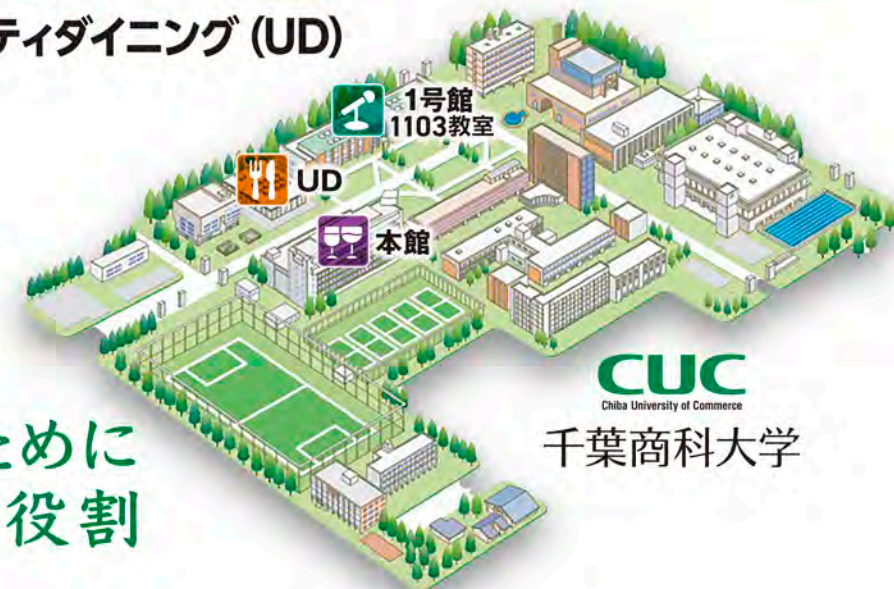 ティダイニング (UD)
1号館
1103教室
UD
本館
CUC
Chiba University of Commerce
千葉商科大学
ために
役割